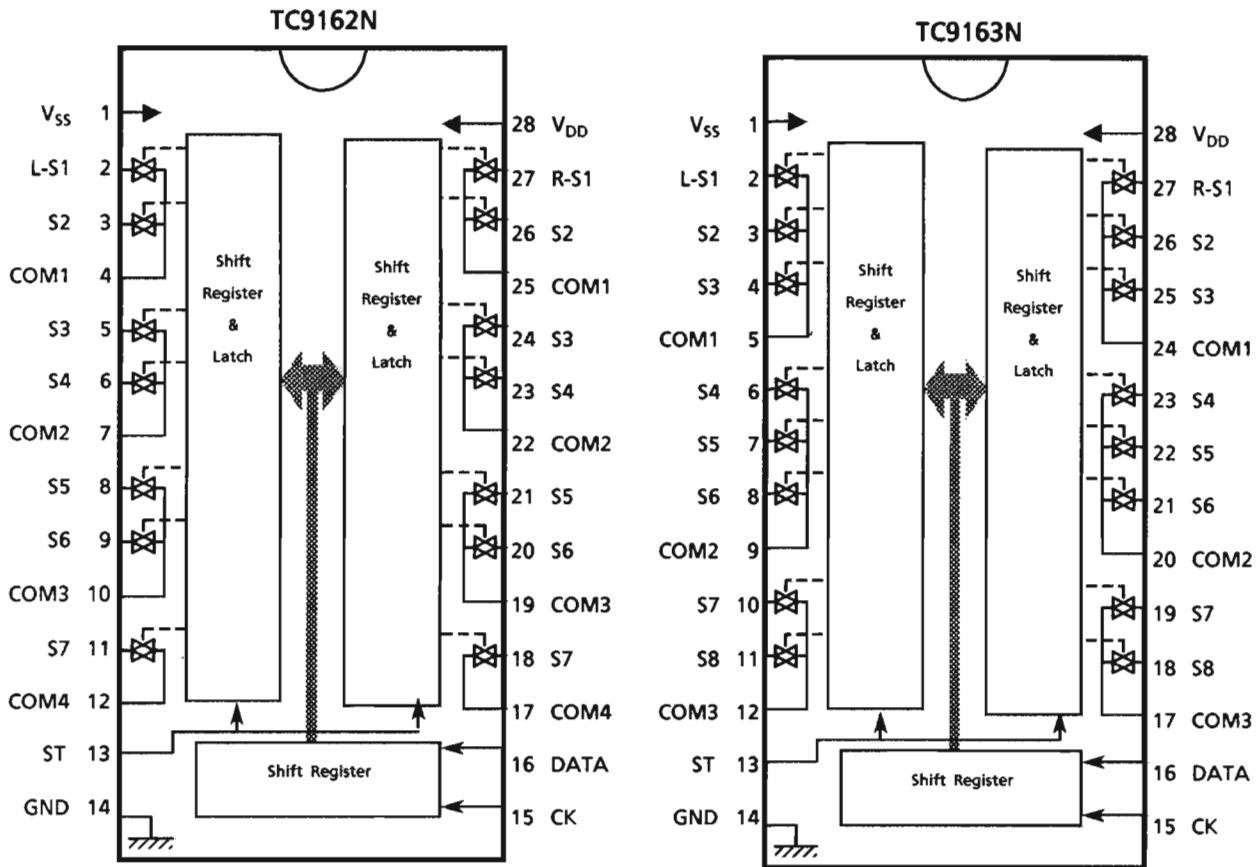 TC9162N
VSS 1
L-S1 2
S2 3
COM1 4
S3 5
S4 6
COM2 7
S5 8
S6 9
COM3 10
S7 11
COM4 12
ST 13
GND 14
28 VDD
27 R-S1
26 S2
25 COM1
24 S3
23 S4
22 COM2
21 S5
20 S6
19 COM3
18 S7
17 COM4
16 DATA
15 CK
Shift
Register
&
Latch
Shift
Register
&
Latch
Shift Register
TC9163N
VSS 1
L-S1 2
S2 3
S3 4
COM1 5
S4 6
S5 7
S6 8
COM2 9
S7 10
S8 11
COM3 12
ST 13
GND 14
28 VDD
27 R-S1
26 S2
25 S3
24 COM1
23 S4
22 S5
21 S6
20 COM2
19 S7
18 S8
17 COM3
16 DATA
15 CK
Shift
Register
&
Latch
Shift
Register
&
Latch
Shift Register